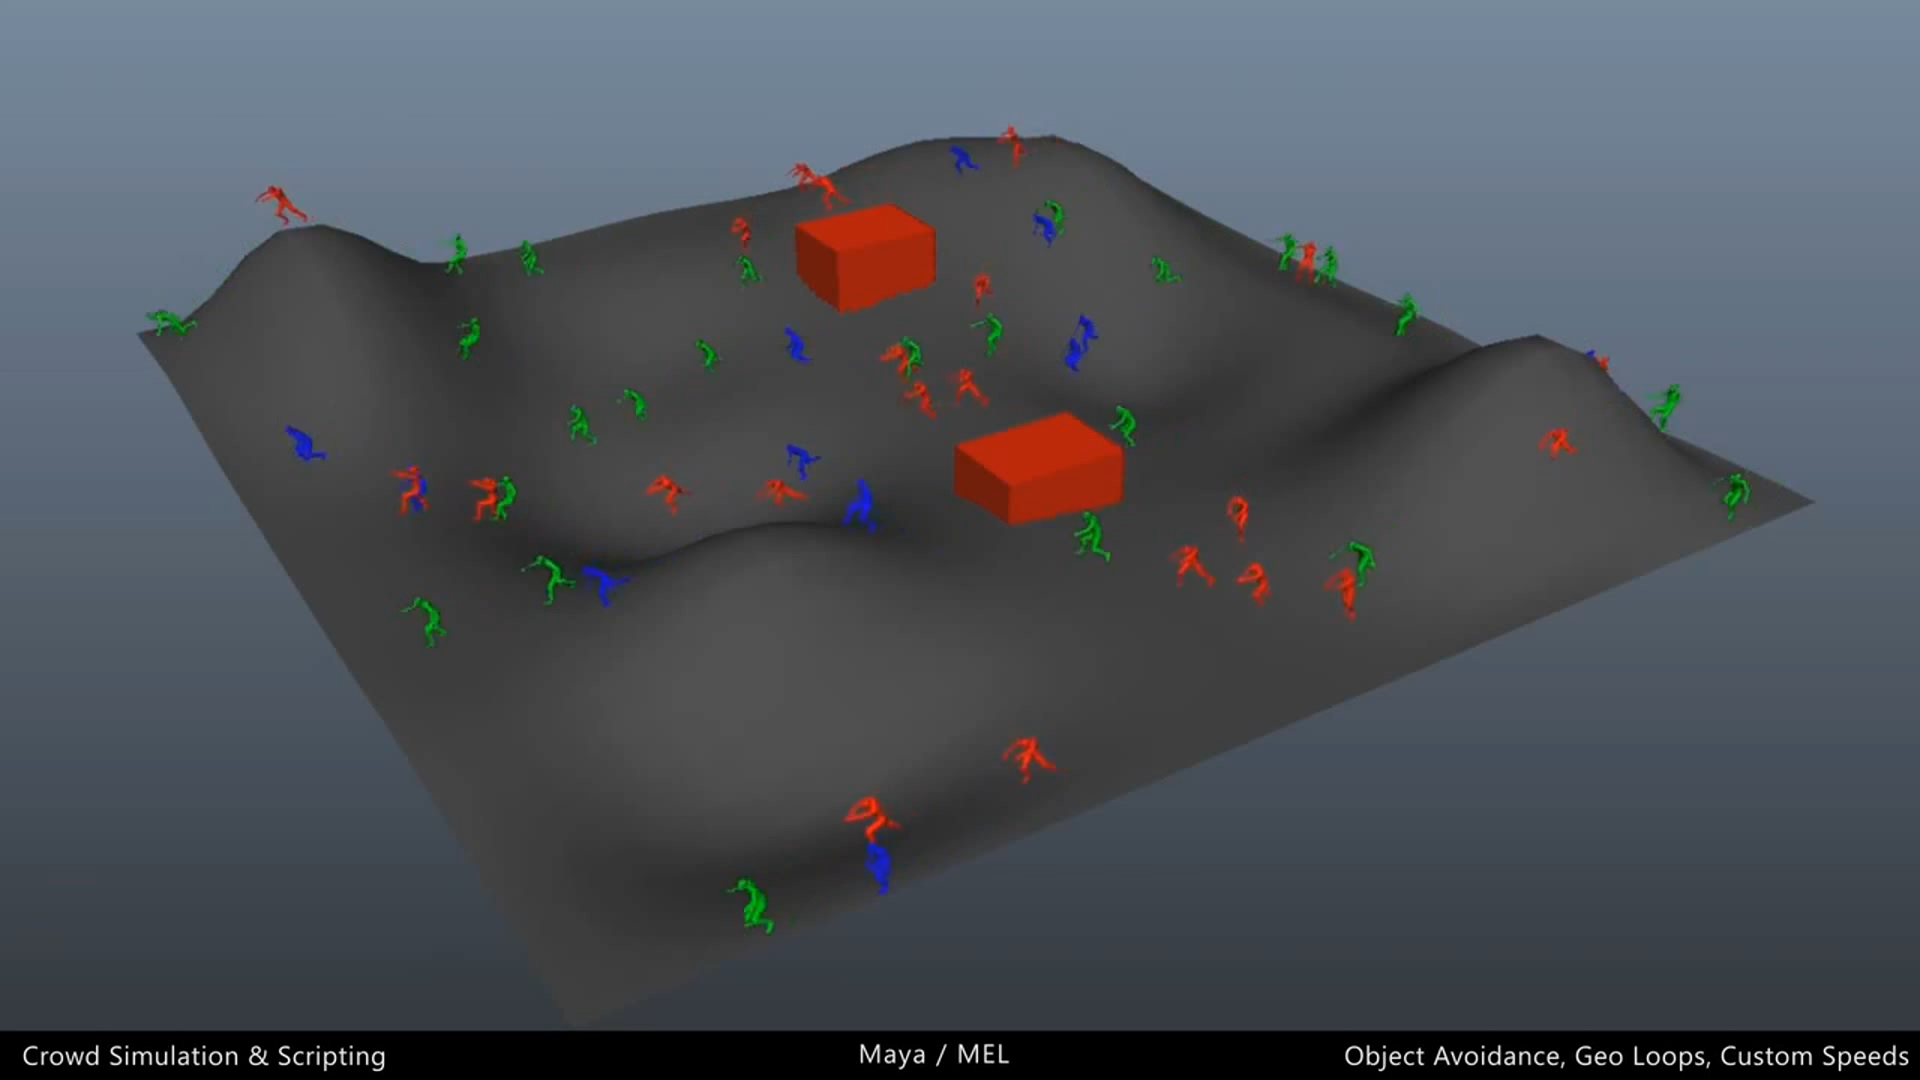 Crowd Simulation & Scripting
Maya / MEL
Object Avoidance, Geo Loops, Custom Speeds